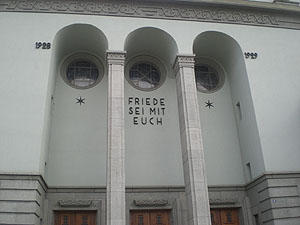 1928
1929
FRIEDE
SEI MIT
EUCH